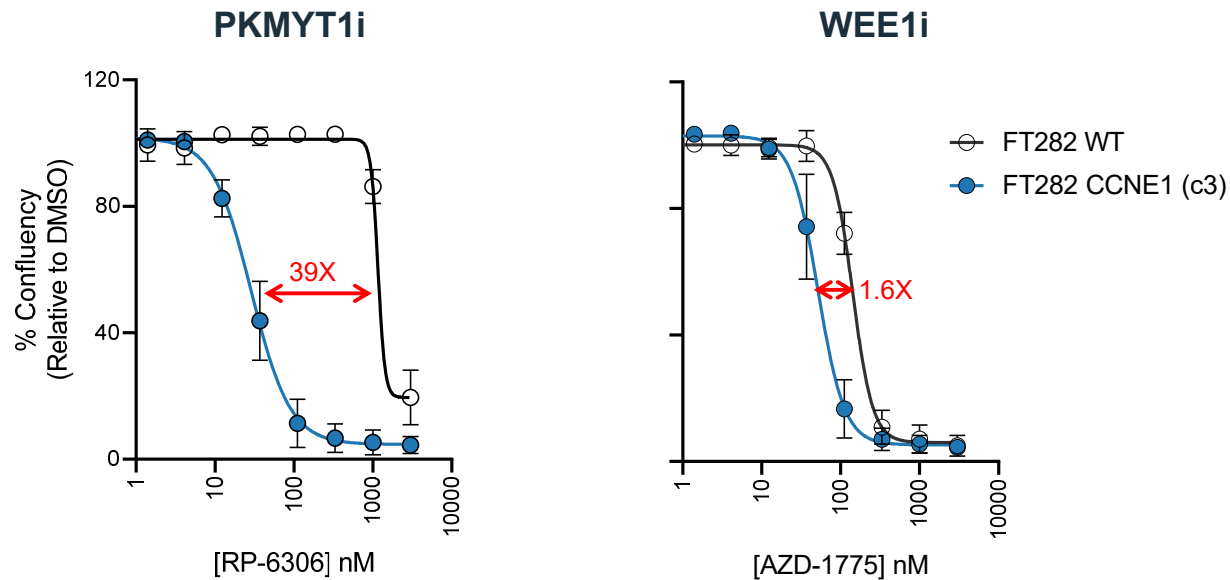 PKMYT1i
WEE1i
120
80
40
0
% Confluency
(Relative to DMSO)
39X
1
10
100
1000
10000
[RP-6306] nM
1.6X
1
10
100
1000
10000
[AZD-1775] nM
FT282 WT
FT282 CCNE1 (c3)